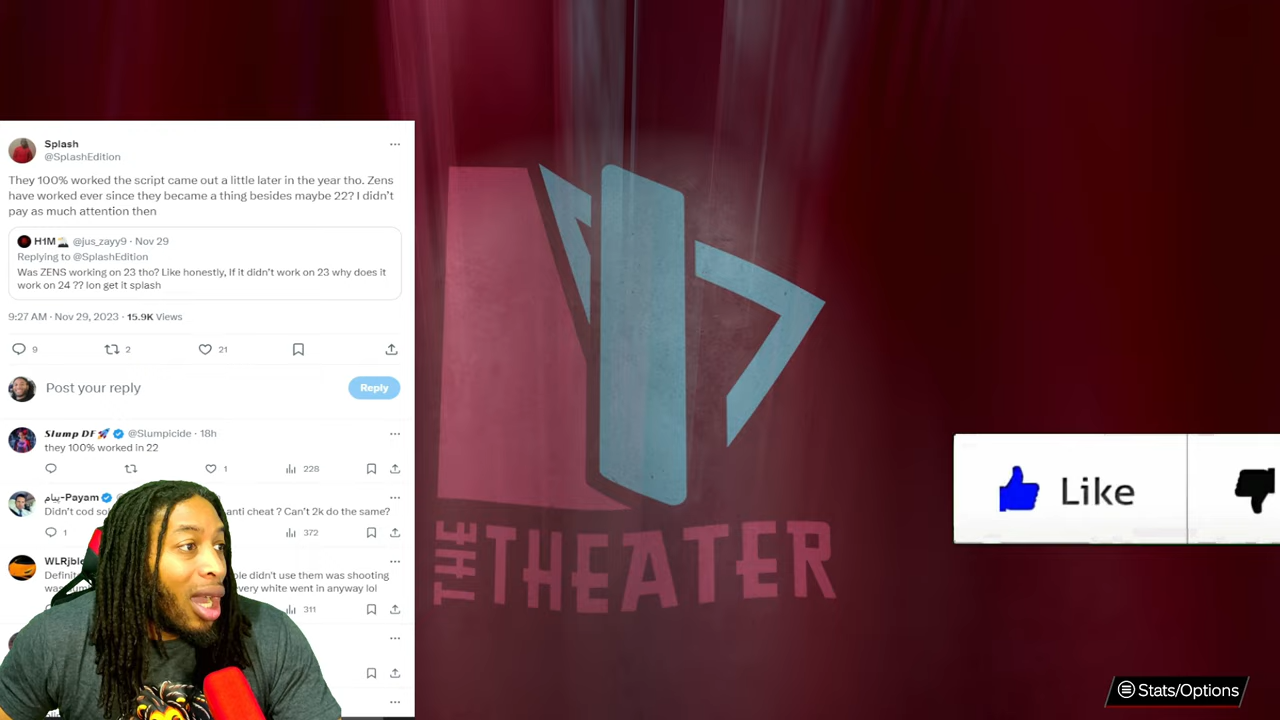 Splash
@SplashEdition
They 100% worked the script came out a little later in the year tho. Zens
have worked ever since they became a thing besides maybe 22? I didn't
pay as much attention then
H1M @jus_zayy9 · Nov 29
Replying to @SplashEdition
Was ZENS working on 23 tho? Like honestly, If it didn't work on 23 why does it
work on 24 ?? Ion get it splash
9:27 AM · Nov 29, 2023 · 15.9K Views
9 2 21
Post your reply
Reply
Slump DF @Slumpicide · 18h
they 100% worked in 22
1 228
پیام-Payam
Didn't cod anti cheat ? Can't 2k do the same?
1 372
WLRjble
ple didn't use them was shooting
was every white went in anyway lol
311
THE THEATER
Like
Stats/Options